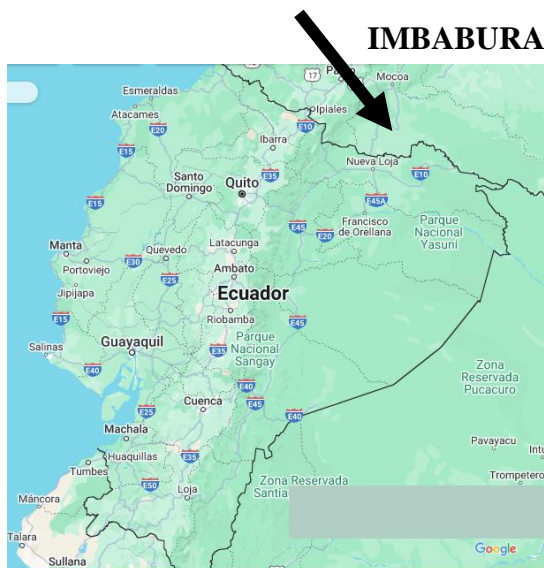 IMBABURA
17
Pa
Mocoa
Esmeraldas
Ipiales
Atacames
E20
E10
Ibarra
E15
Nueva Loja
Santo
Domingo
Quito
E35
E10
E45A
E15
E45
E20
Francisco
de Orellana
Parque
Nacional
Yasuní
Manta
Quevedo
Latacunga
Portoviejo
E30
E25
Ambato
Jipijapa
Ecuador
E15
Riobamba
E45
Salinas
Guayaquil
E35
Parque
Nacional
Sangay
Zona
Reservada
Pucacuro
E40
E40
E25
Cuenca
E45
E40
Machala
Pavayacu
Intu
Huaquillas
E35
Tumbes
E50
Loja
Zona Reservada
Santia
Trompetero
Máncora
Talara
Google
Sullana